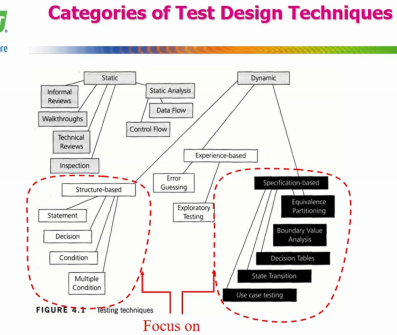 Categories of Test Design Techniques
re
Static
Dynamic
Informal
Reviews
Static Analysis
Data Flow
Walkthroughs
Control Flow
Technical
Reviews
Inspection
Experience-based
Error
Guessing
Exploratory
Testing
Structure-based
Statement
Decision
Condition
Multiple
Condition
Specification-based
Equivalence
Partitioning
Boundary Value
Analysis
Decision Tables
State Transition
Use case testing
FIGURE 4.1 Testing techniques
Focus on